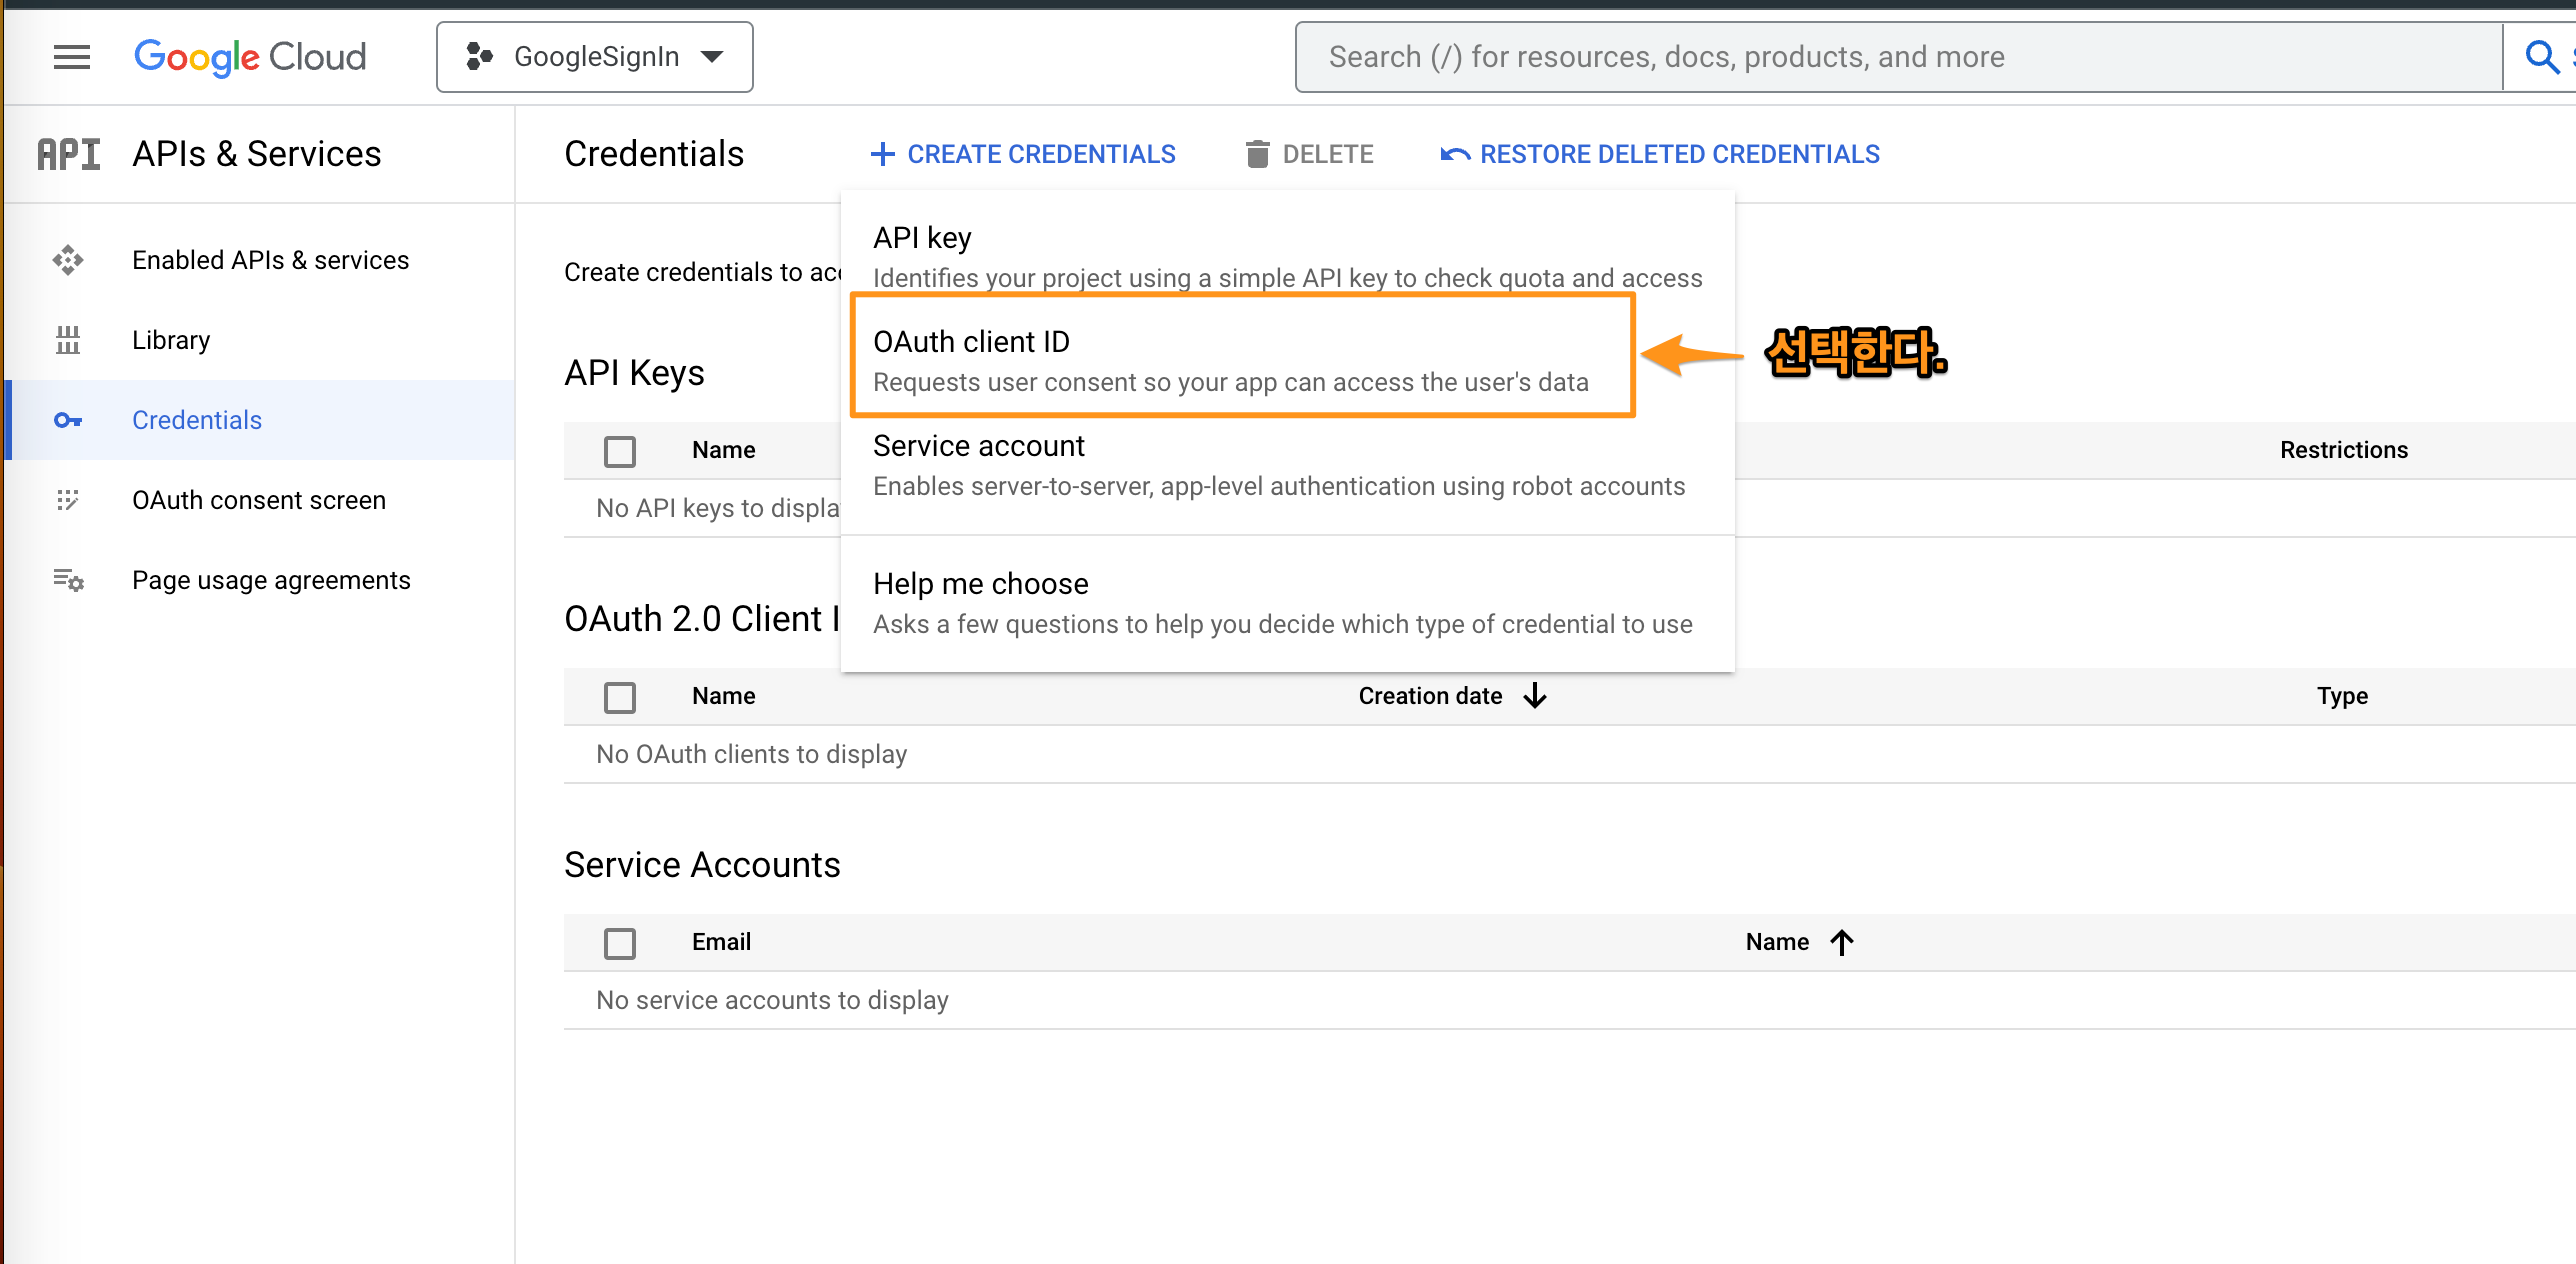 Google Cloud
GoogleSignIn
Search (/) for resources, docs, products, and more
API
APIs & Services
Credentials
CREATE CREDENTIALS
DELETE
RESTORE DELETED CREDENTIALS
Enabled APIs & services
Library
Credentials
OAuth consent screen
Page usage agreements
Create credentials to
API key
Identifies your project using a simple API key to check quota and access
OAuth client ID
Requests user consent so your app can access the user's data
선택한다.
Service account
Enables server-to-server, app-level authentication using robot accounts
Help me choose
Asks a few questions to help you decide which type of credential to use
API Keys
Name
Restrictions
No API keys to displa
OAuth 2.0 Client I
Name
Creation date
Type
No OAuth clients to display
Service Accounts
Email
Name
No service accounts to display